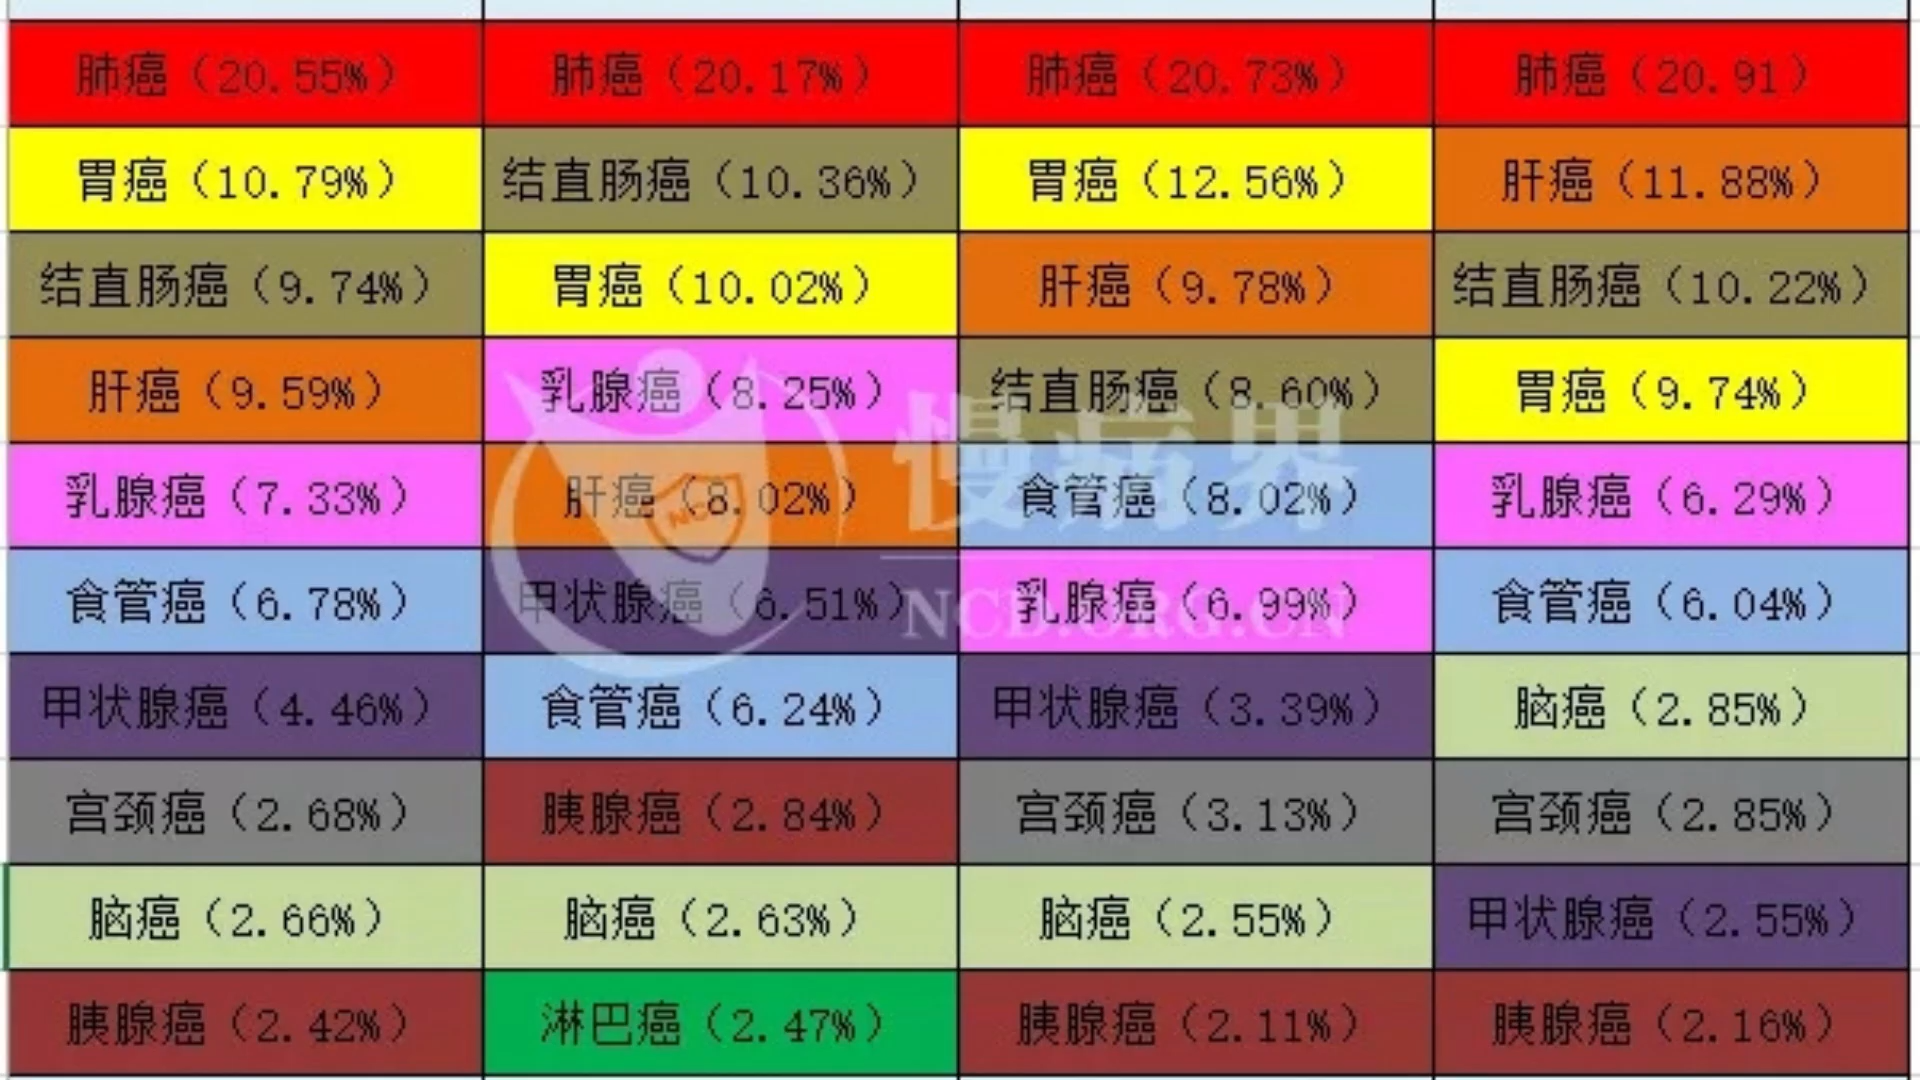 肺癌（20.55%） 肺癌（20.17%） 肺癌（20.73%） 肺癌（20.91）
胃癌（10.79%） 结直肠癌（10.36%） 胃癌（12.56%） 肝癌（11.88%）
结直肠癌（9.74%） 胃癌（10.02%） 肝癌（9.78%） 结直肠癌（10.22%）
肝癌（9.59%） 乳腺癌（8.25%） 结直肠癌（8.60%） 胃癌（9.74%）
乳腺癌（7.33%） 肝癌（8.02%） 食管癌（8.02%） 乳腺癌（6.29%）
食管癌（6.78%） 甲状腺癌（6.51%） 乳腺癌（6.99%） 食管癌（6.04%）
甲状腺癌（4.46%） 食管癌（6.24%） 甲状腺癌（3.39%） 脑癌（2.85%）
宫颈癌（2.68%） 胰腺癌（2.84%） 宫颈癌（3.13%） 宫颈癌（2.85%）
脑癌（2.66%） 脑癌（2.63%） 脑癌（2.55%） 甲状腺癌（2.55%）
胰腺癌（2.42%） 淋巴癌（2.47%） 胰腺癌（2.11%） 胰腺癌（2.16%）
慢病界
NCD.ORG.CN
NCD